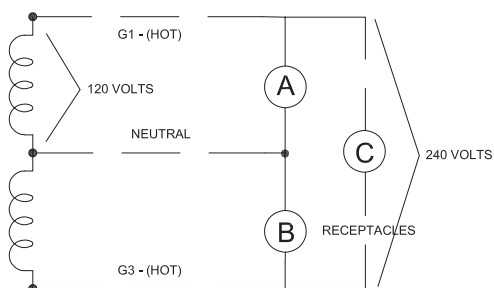 G1 - (HOT)
A
120 VOLTS
NEUTRAL
C
240 VOLTS
B
RECEPTACLES
G3 - (HOT)